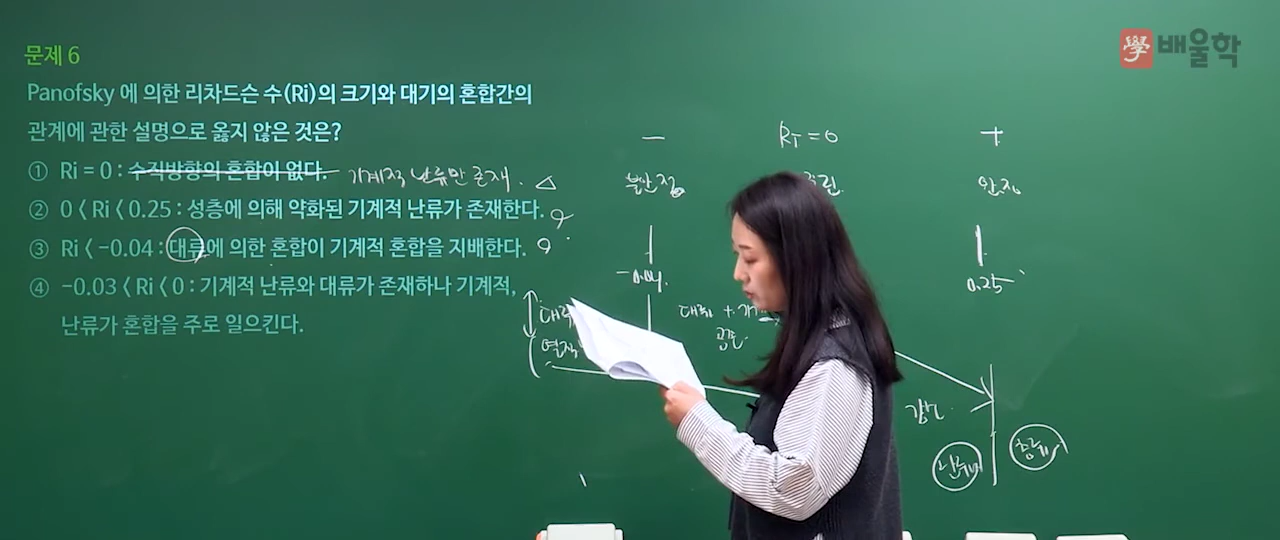 學 배울학
문제 6
Panofsky 에 의한 리차드슨 수(Ri)의 크기와 대기의 혼합간의
관계에 관한 설명으로 옳지 않은 것은?
① Ri = 0 : 수직방향의 혼합이 없다. 기계적 난류만 존재.
② 0 < Ri < 0.25 : 성층에 의해 약화된 기계적 난류가 존재한다.
③ Ri < -0.04 : 대류에 의한 혼합이 기계적 혼합을 지배한다.
④ -0.03 < Ri < 0 : 기계적 난류와 대류가 존재하나 기계적,
난류가 혼합을 주로 일으킨다.
- Ri = 0 +
불안정 안정
-0.04 0.25
대류 +
난류 층류